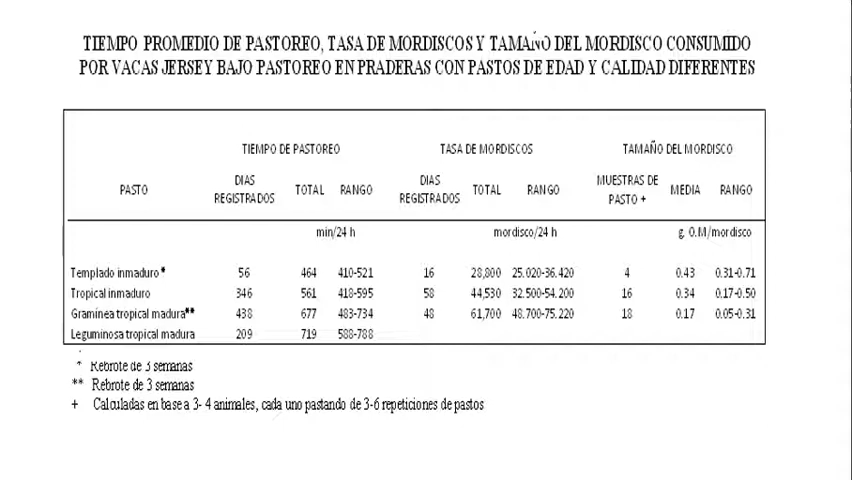 TIEMPO PROMEDIO DE PASTOREO, TASA DE MORDISCOS Y TAMAÑO DEL MORDISCO CONSUMIDO
POR VACAS JERSEY BAJO PASTOREO EN PRADERAS CON PASTOS DE EDAD Y CALIDAD DIFERENTES
TIEMPO DE PASTOREO TASA DE MORDISCOS TAMAÑO DEL MORDISCO
PASTO DIAS REGISTRADOS TOTAL RANGO DIAS REGISTRADOS TOTAL RANGO MUESTRAS DE PASTO + MEDIA RANGO
min/24 h mordisco/24 h g. O.M/mordisco
Templado inmaduro * 56 464 410-521 16 28,800 25.020-36.420 4 0.43 0.31-0.71
Tropical inmaduro 346 561 418-595 58 44,530 32.500-54.200 16 0.34 0.17-0.50
Graminea tropical madura** 438 677 483-734 48 61,700 48.700-75.220 18 0.17 0.05-0.31
Leguminosa tropical madura 209 719 588-788
* Rebrote de 3 semanas
** Rebrote de 3 semanas
+ Calculadas en base a 3- 4 animales, cada uno pastando de 3-6 repeticiones de pastos